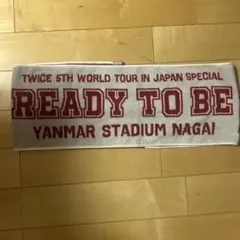 TWICE 5TH WORLD TOUR IN JAPAN SPECIAL
READY TO BE
YANMAR STADIUM NAGAI